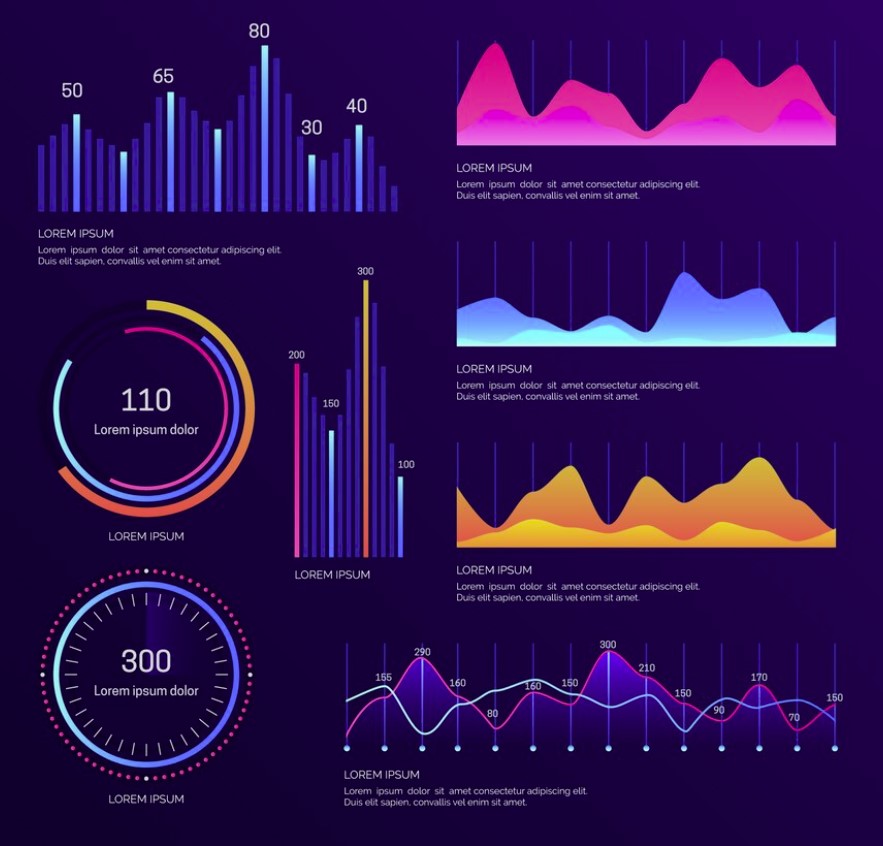 50
65
80
30
40
LOREM IPSUM
Lorem ipsum dolor sit amet consectetur adipiscing elit.
Duis elit sapien, convallis vel enim sit amet.
LOREM IPSUM
Lorem ipsum dolor sit amet consectetur adipiscing elit.
Duis elit sapien, convallis vel enim sit amet.
110
Lorem ipsum dolor
LOREM IPSUM
200
150
300
100
LOREM IPSUM
LOREM IPSUM
Lorem ipsum dolor sit amet consectetur adipiscing elit.
Duis elit sapien, convallis vel enim sit amet.
LOREM IPSUM
Lorem ipsum dolor sit amet consectetur adipiscing elit.
Duis elit sapien, convallis vel enim sit amet.
300
Lorem ipsum dolor
LOREM IPSUM
155
290
160
80
160
150
300
210
150
90
170
70
150
LOREM IPSUM
Lorem ipsum dolor sit amet consectetur adipiscing elit.
Duis elit sapien, convallis vel enim sit amet.